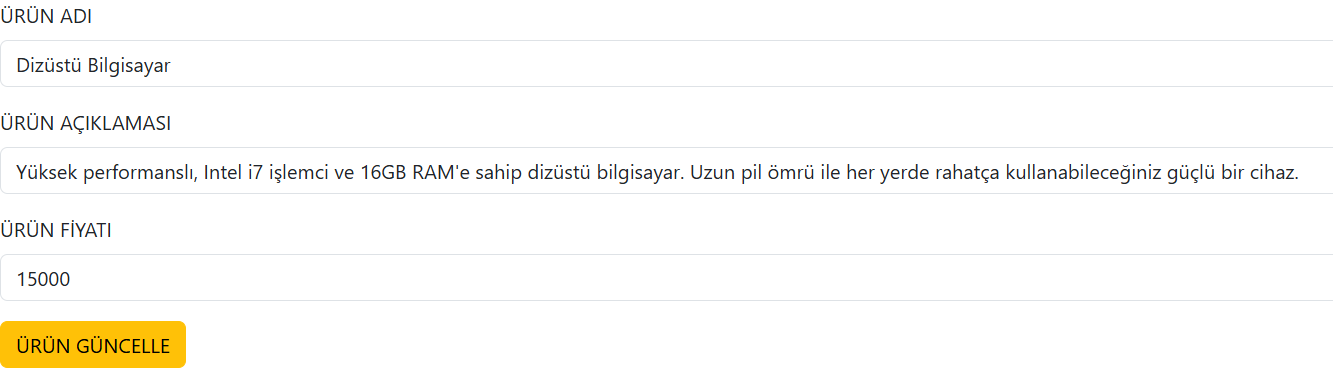 ÜRÜN ADI
Dizüstü Bilgisayar
ÜRÜN AÇIKLAMASI
Yüksek performanslı, Intel i7 işlemci ve 16GB RAM'e sahip dizüstü bilgisayar. Uzun pil ömrü ile her yerde rahatça kullanabileceğiniz güçlü bir cihaz.
ÜRÜN FİYATI
15000
ÜRÜN GÜNCELLE